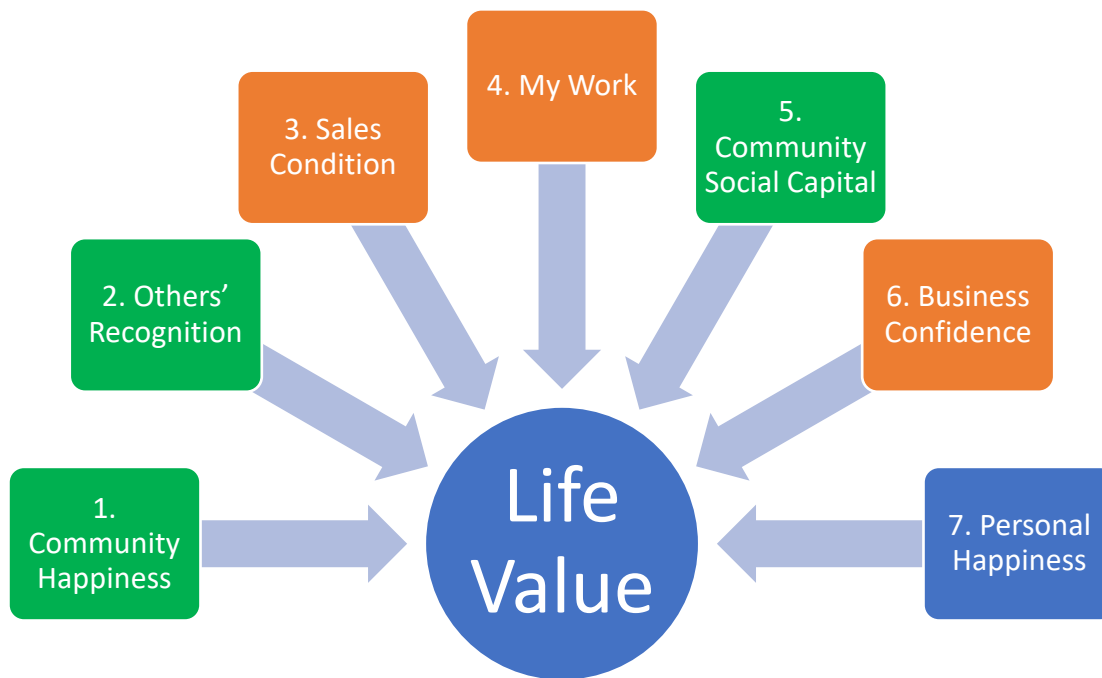 1.
Community
Happiness
2. Others’
Recognition
3. Sales
Condition
4. My Work
5.
Community
Social Capital
6. Business
Confidence
7. Personal
Happiness
Life
Value